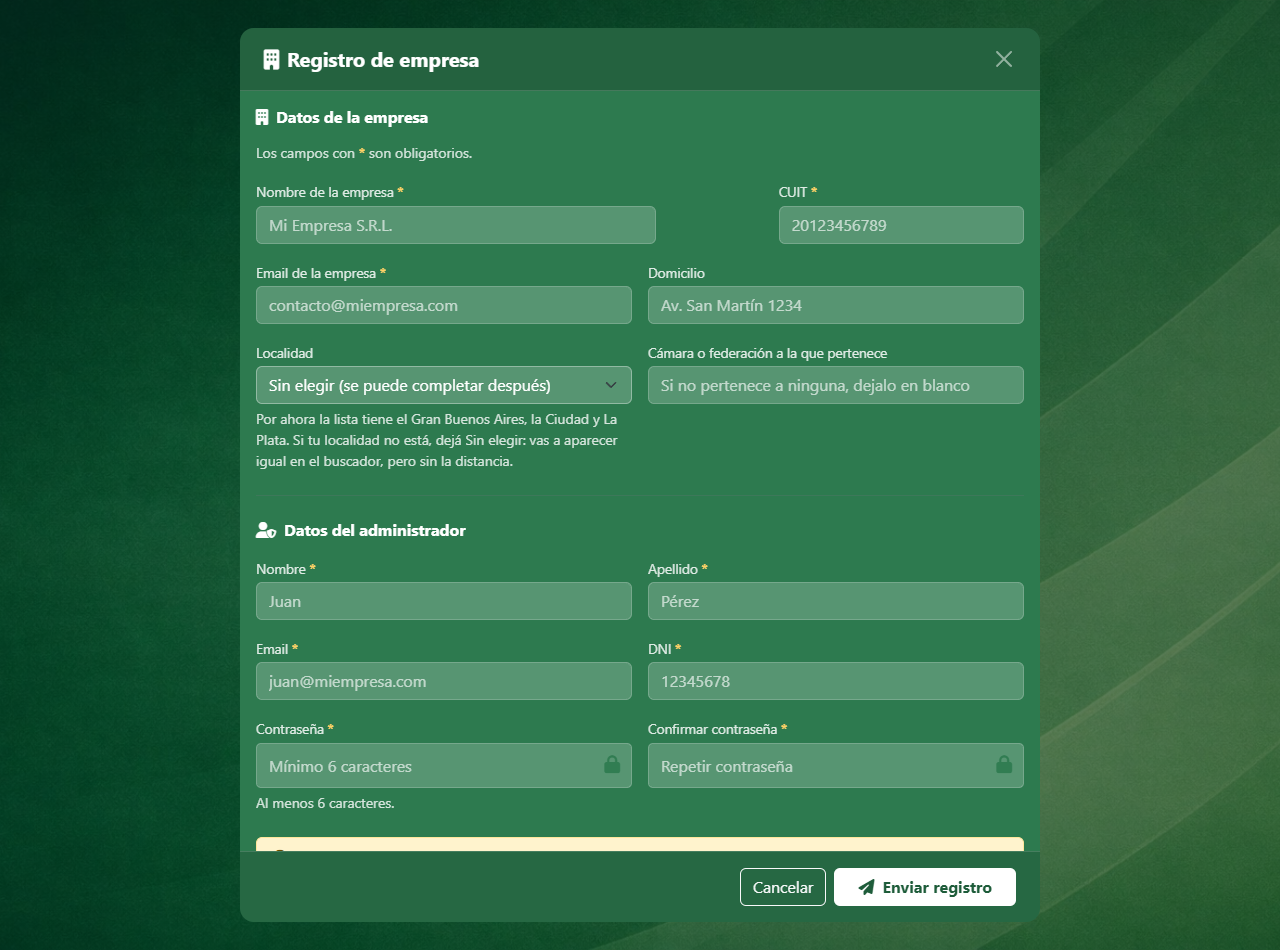 Registro de empresa
Datos de la empresa
Los campos con * son obligatorios.
Nombre de la empresa *
CUIT *
Mi Empresa S.R.L.
20123456789
Email de la empresa *
Domicilio
contacto@miempresa.com
Av. San Martín 1234
Localidad
Cámara o federación a la que pertenece
Sin elegir (se puede completar después)
Si no pertenece a ninguna, dejalo en blanco
Por ahora la lista tiene el Gran Buenos Aires, la Ciudad y La
Plata. Si tu localidad no está, dejá Sin elegir: vas a aparecer
igual en el buscador, pero sin la distancia.
Datos del administrador
Nombre *
Apellido *
Juan
Pérez
Email *
DNI *
juan@miempresa.com
12345678
Contraseña *
Confirmar contraseña *
Mínimo 6 caracteres
Repetir contraseña
Al menos 6 caracteres.
Cancelar
Enviar registro